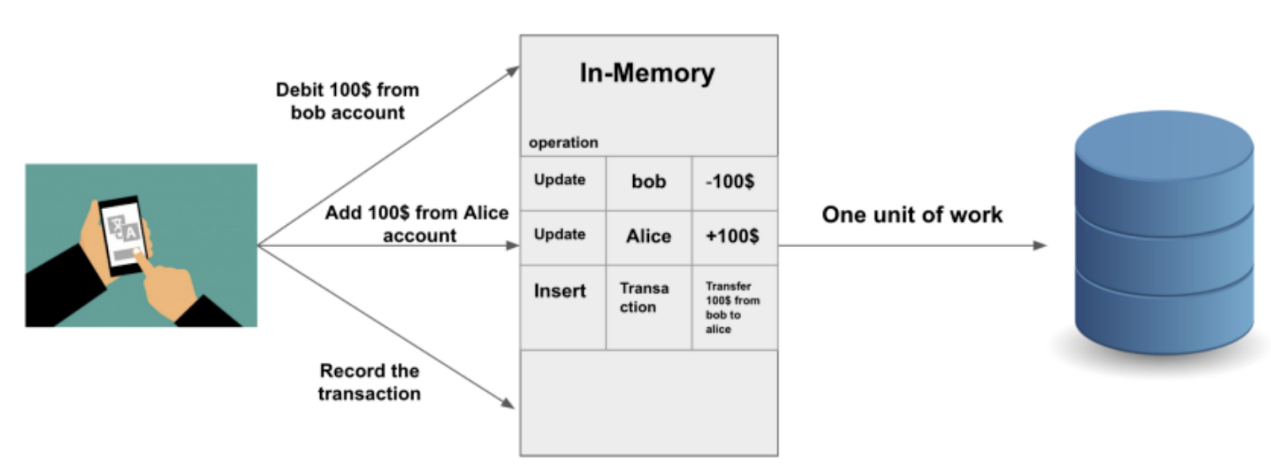 Debit 100$ from
bob account
Add 100$ from Alice
account
Record the
transaction
In-Memory
operation
Update bob -100$
Update Alice +100$
Insert
Transa
ction
Transfer
100$ from
bob to
alice
One unit of work
文
A